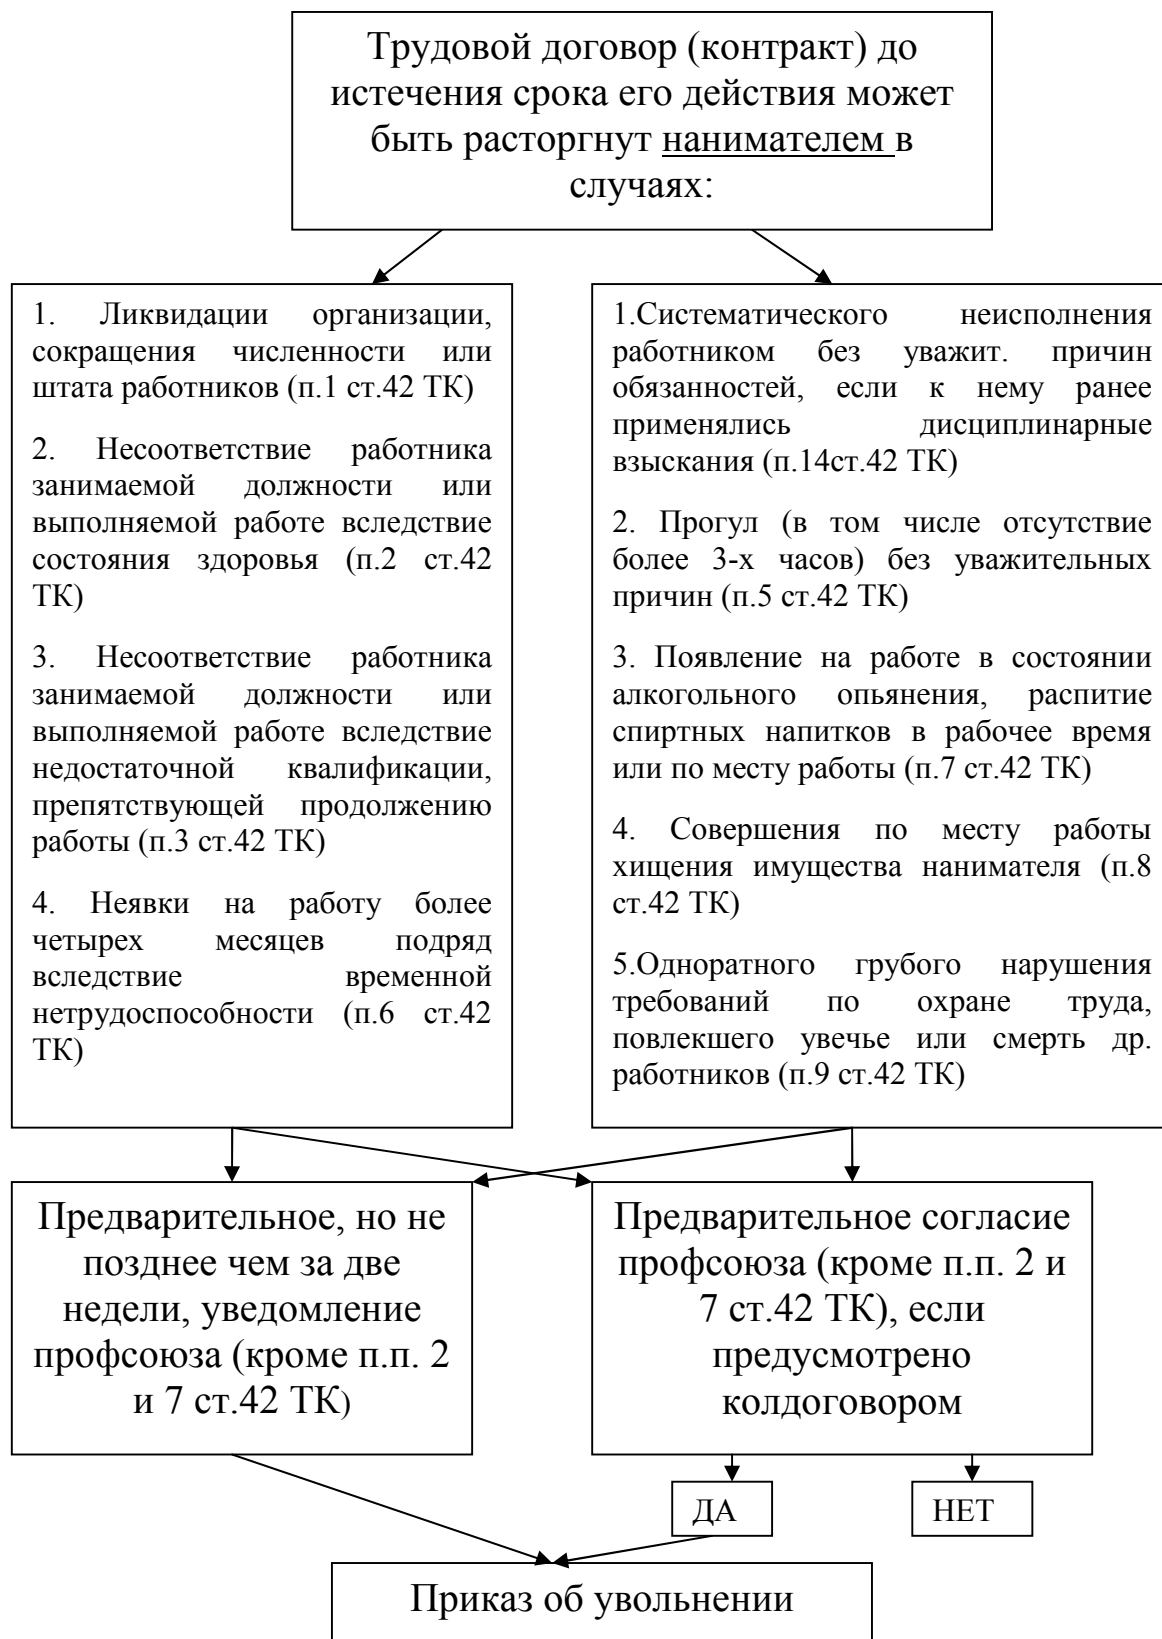 Трудовой договор (контракт) до
истечения срока его действия может
быть расторгнут нанимателем в
случаях:
1. Ликвидации организации,
сокращения численности или
штата работников (п.1 ст.42 ТК)
2. Несоответствие работника
занимаемой должности или
выполняемой работе вследствие
состояния здоровья (п.2 ст.42
ТК)
3. Несоответствие работника
занимаемой должности или
выполняемой работе вследствие
недостаточной квалификации,
препятствующей продолжению
работы (п.3 ст.42 ТК)
4. Неявки на работу более
четырех месяцев подряд
вследствие временной
нетрудоспособности (п.6 ст.42
ТК)
1.Систематического неисполнения
работником без уважит. причин
обязанностей, если к нему ранее
применялись дисциплинарные
взыскания (п.14ст.42 ТК)
2. Прогул (в том числе отсутствие
более 3-х часов) без уважительных
причин (п.5 ст.42 ТК)
3. Появление на работе в состоянии
алкогольного опьянения, распитие
спиртных напитков в рабочее время
или по месту работы (п.7 ст.42 ТК)
4. Совершения по месту работы
хищения имущества нанимателя (п.8
ст.42 ТК)
5.Одноратного грубого нарушения
требований по охране труда,
повлекшего увечье или смерть др.
работников (п.9 ст.42 ТК)
Предварительное, но не
позднее чем за две
недели, уведомление
профсоюза (кроме п.п. 2
и 7 ст.42 ТК)
Предварительное согласие
профсоюза (кроме п.п. 2 и
7 ст.42 ТК), если
предусмотрено
колдоговором
ДА
НЕТ
Приказ об увольнении